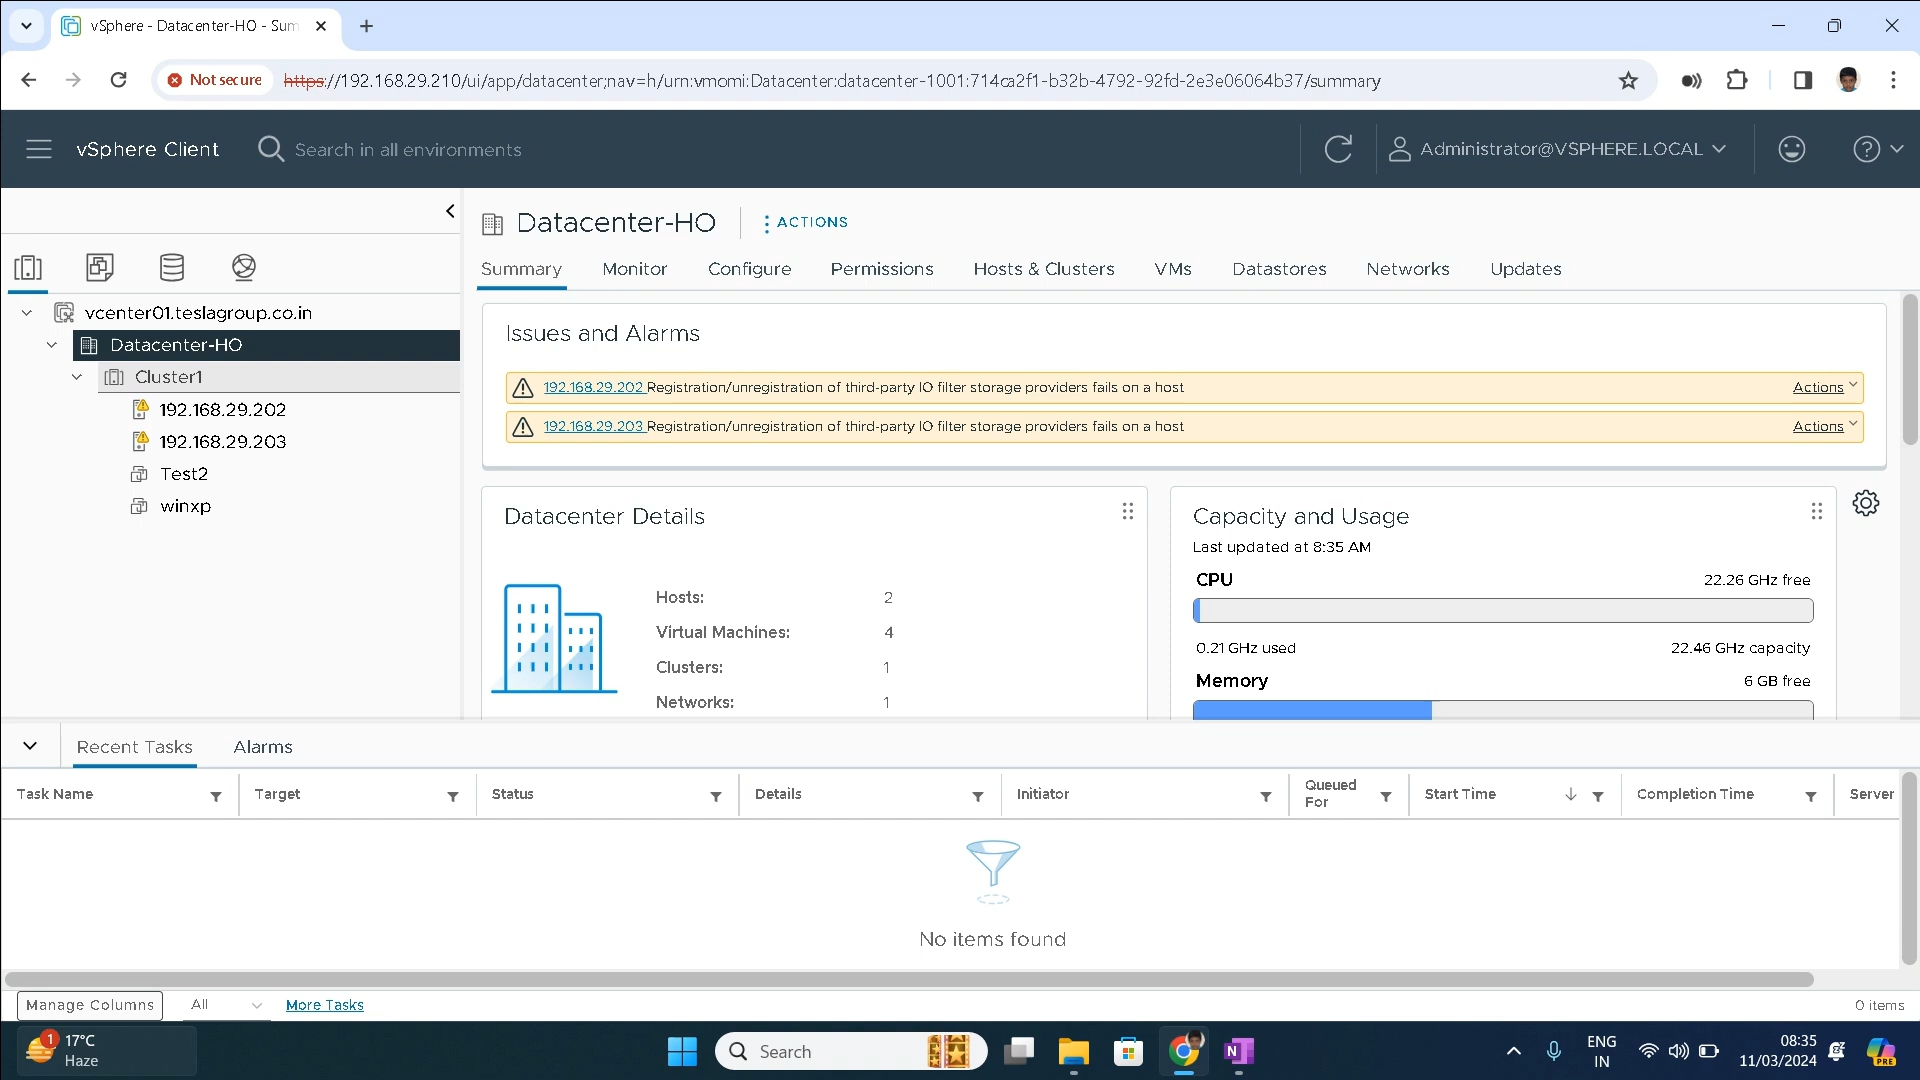 vSphere - Datacenter-HO - Sum
Not secure
https://192.168.29.210/ui/app/datacenter;nav=h/urn:vmomi:Datacenter:datacenter-1001:714ca2f1-b32b-4792-92fd-2e3e06064b37/summary
vSphere Client
Search in all environments
Administrator@VSPHERE.LOCAL
vcenter01.teslagroup.co.in
Datacenter-HO
Cluster1
192.168.29.202
192.168.29.203
Test2
winxp
Datacenter-HO
ACTIONS
Summary Monitor Configure Permissions Hosts & Clusters VMs Datastores Networks Updates
Issues and Alarms
192.168.29.202 Registration/unregistration of third-party IO filter storage providers fails on a host Actions
192.168.29.203 Registration/unregistration of third-party IO filter storage providers fails on a host Actions
Datacenter Details
Hosts: 2
Virtual Machines: 4
Clusters: 1
Networks: 1
Capacity and Usage
Last updated at 8:35 AM
CPU 22.26 GHz free
0.21 GHz used 22.46 GHz capacity
Memory 6 GB free
Recent Tasks Alarms
Task Name Target Status Details Initiator Queued For Start Time Completion Time Server
No items found
Manage Columns All More Tasks 0 items
1
17°C
Haze
Search
N
ENG
IN
08:35
11/03/2024
PRE